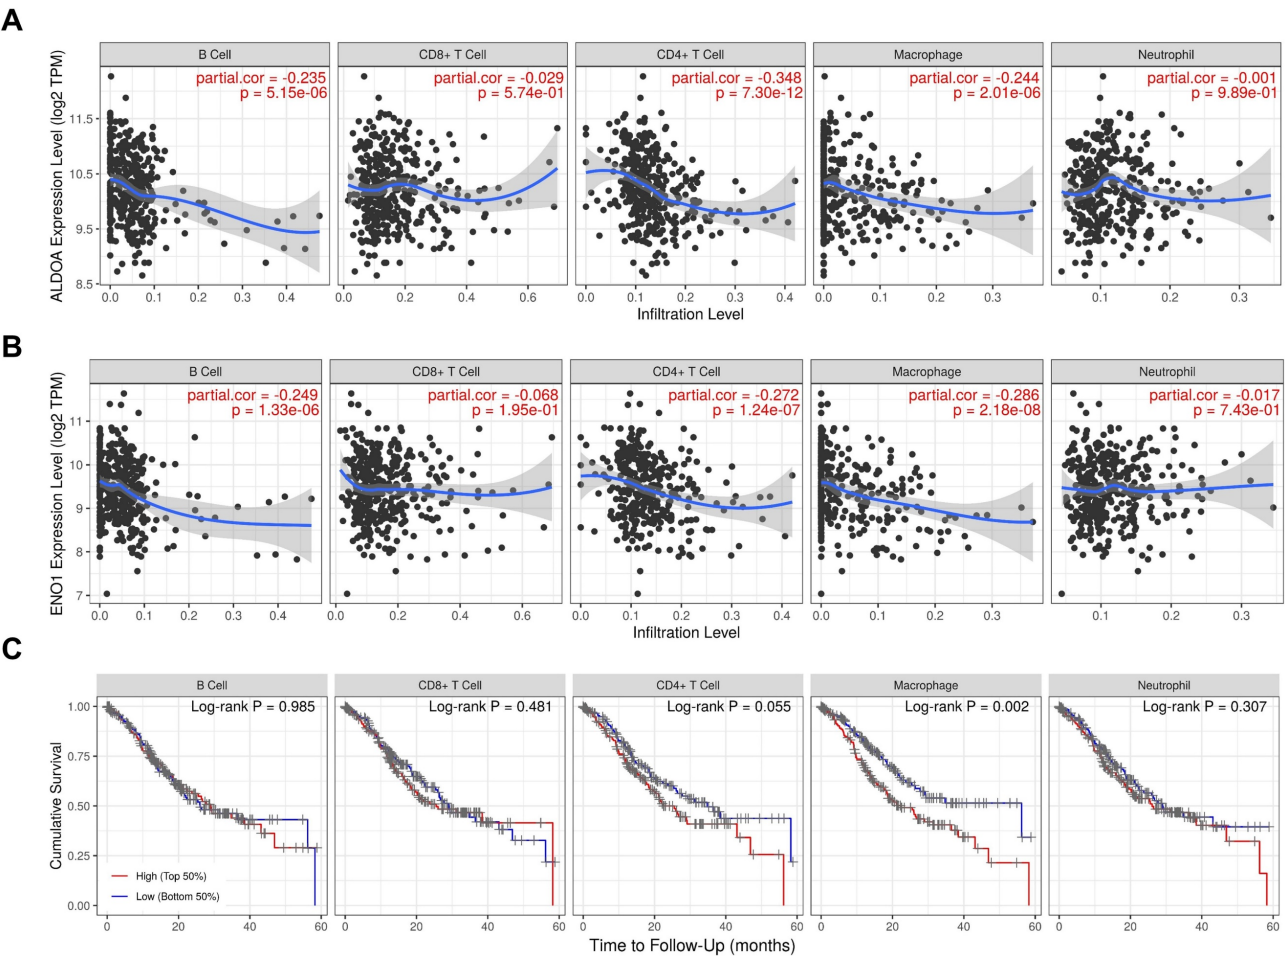 A
B Cell
CD8+ T Cell
CD4+ T Cell
Macrophage
Neutrophil
ALDOA Expression Level (log2 TPM)
partial.cor = -0.235
p = 5.15e-06
partial.cor = -0.029
p = 5.74e-01
partial.cor = -0.348
p = 7.30e-12
partial.cor = -0.244
p = 2.01e-06
partial.cor = -0.001
p = 9.89e-01
11.5
10.5
9.5
8.5
0.0 0.1 0.2 0.3 0.4
0.0 0.2 0.4 0.6
0.0 0.1 0.2 0.3 0.4
0.0 0.1 0.2 0.3
0.1 0.2 0.3
Infiltration Level
B
B Cell
CD8+ T Cell
CD4+ T Cell
Macrophage
Neutrophil
ENO1 Expression Level (log2 TPM)
partial.cor = -0.249
p = 1.33e-06
partial.cor = -0.068
p = 1.95e-01
partial.cor = -0.272
p = 1.24e-07
partial.cor = -0.286
p = 2.18e-08
partial.cor = -0.017
p = 7.43e-01
11
10
9
8
7
0.0 0.1 0.2 0.3 0.4
0.0 0.2 0.4 0.6
0.0 0.1 0.2 0.3 0.4
0.0 0.1 0.2 0.3
0.1 0.2 0.3
Infiltration Level
C
B Cell
CD8+ T Cell
CD4+ T Cell
Macrophage
Neutrophil
Cumulative Survival
Log-rank P = 0.985
Log-rank P = 0.481
Log-rank P = 0.055
Log-rank P = 0.002
Log-rank P = 0.307
1.00
0.75
0.50
0.25
0.00
High (Top 50%)
Low (Bottom 50%)
0 20 40 60
0 20 40 60
0 20 40 60
0 20 40 60
0 20 40 60
Time to Follow-Up (months)